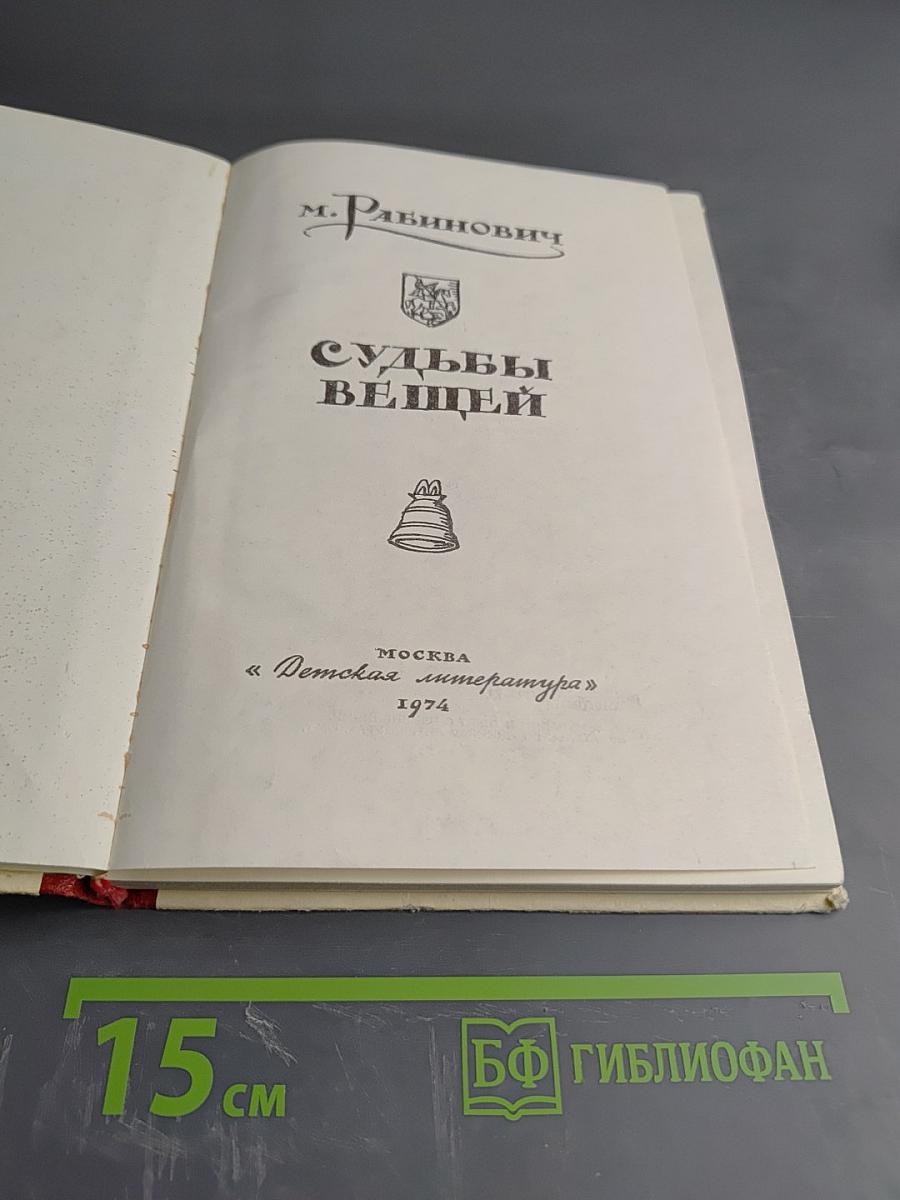 М. РАБИНОВИЧ
СУДЬБЫ
ВЕЩЕЙ
МОСКВА
«Детская литература»
1974
15 см
БФ ГИБЛИОФАН